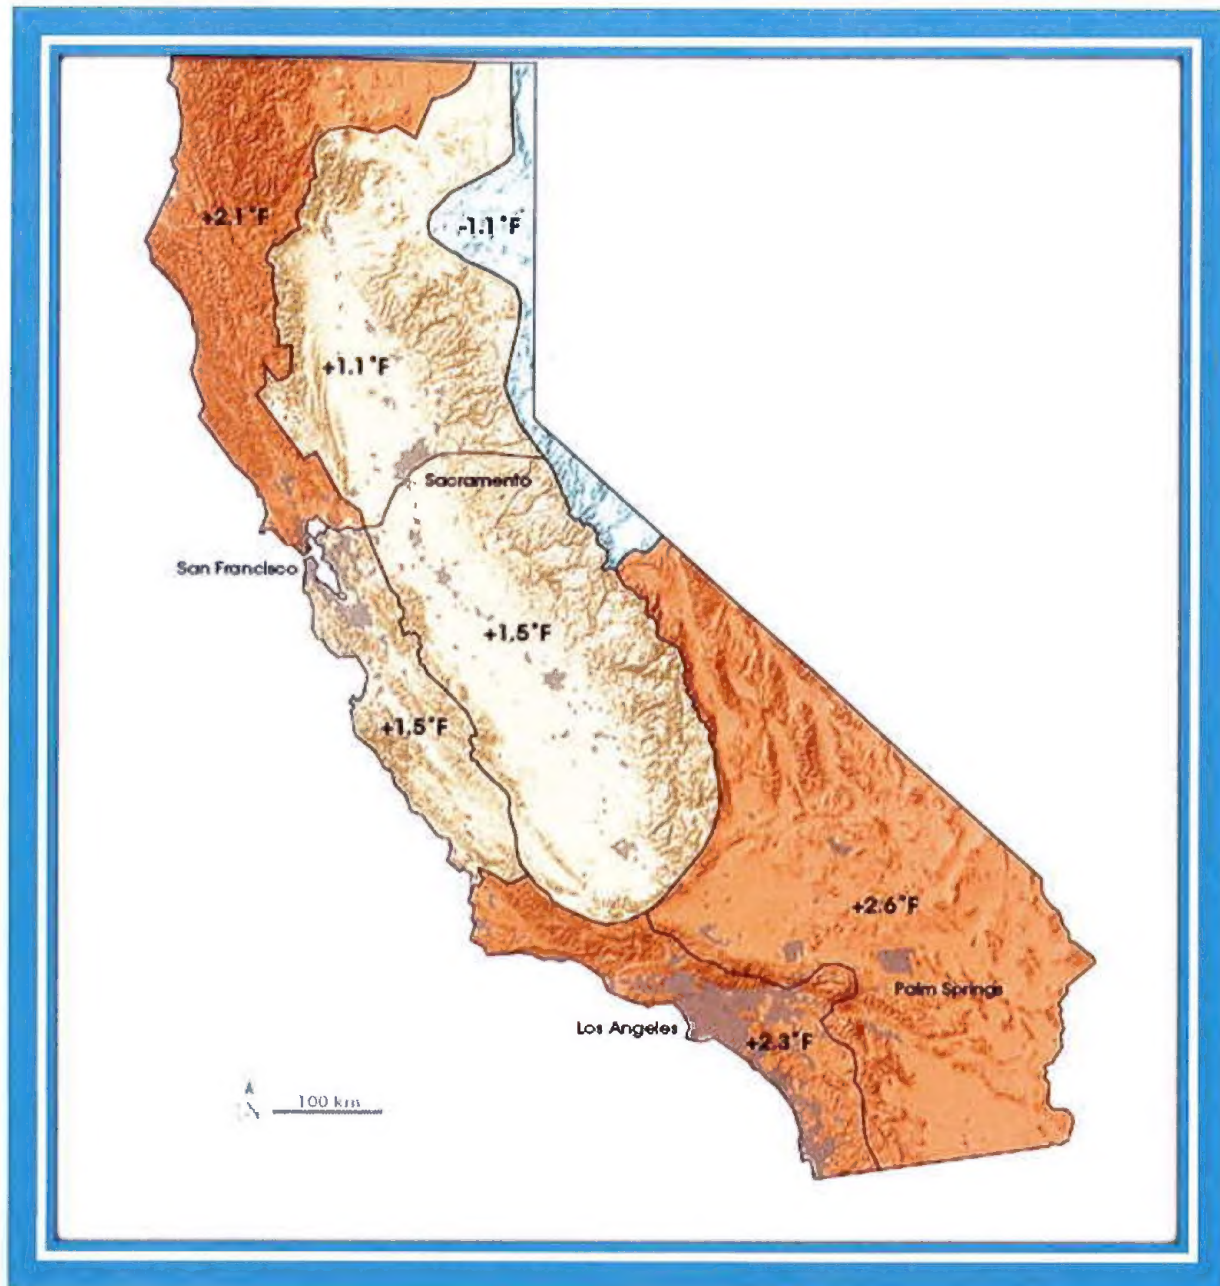 +2.1°F
-1.1°F
+1.1°F
Sacramento
San Francisco
+1.5°F
+1.5°F
+2.6°F
Palm Springs
Los Angeles
+2.3°F
100 km